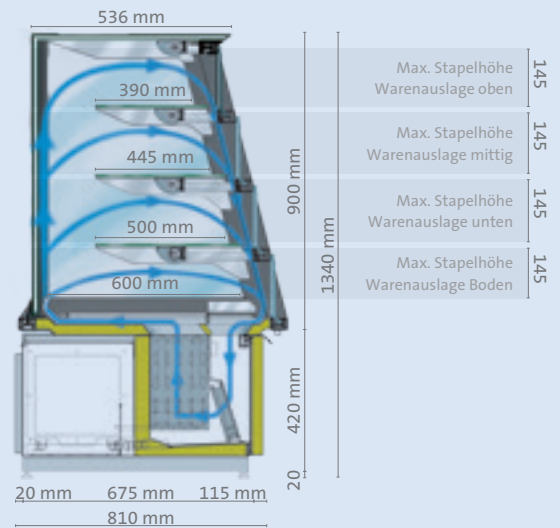 536 mm
390 mm
445 mm
500 mm
600 mm
Max. Stapelhöhe
Warenauslage oben
145
Max. Stapelhöhe
Warenauslage mittig
145
Max. Stapelhöhe
Warenauslage unten
145
Max. Stapelhöhe
Warenauslage Boden
145
900 mm
1340 mm
420 mm
20
20 mm 675 mm 115 mm
810 mm